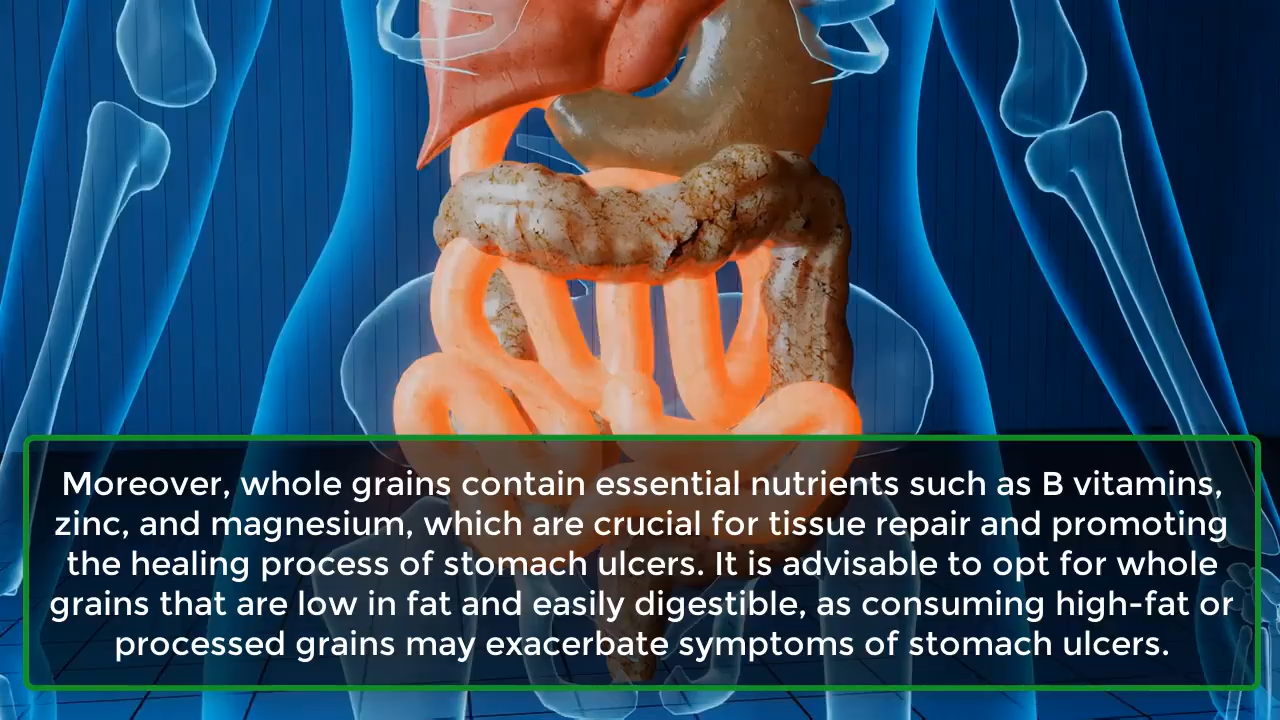 Moreover, whole grains contain essential nutrients such as B vitamins,
zinc, and magnesium, which are crucial for tissue repair and promoting
the healing process of stomach ulcers. It is advisable to opt for whole
grains that are low in fat and easily digestible, as consuming high-fat or
processed grains may exacerbate symptoms of stomach ulcers.